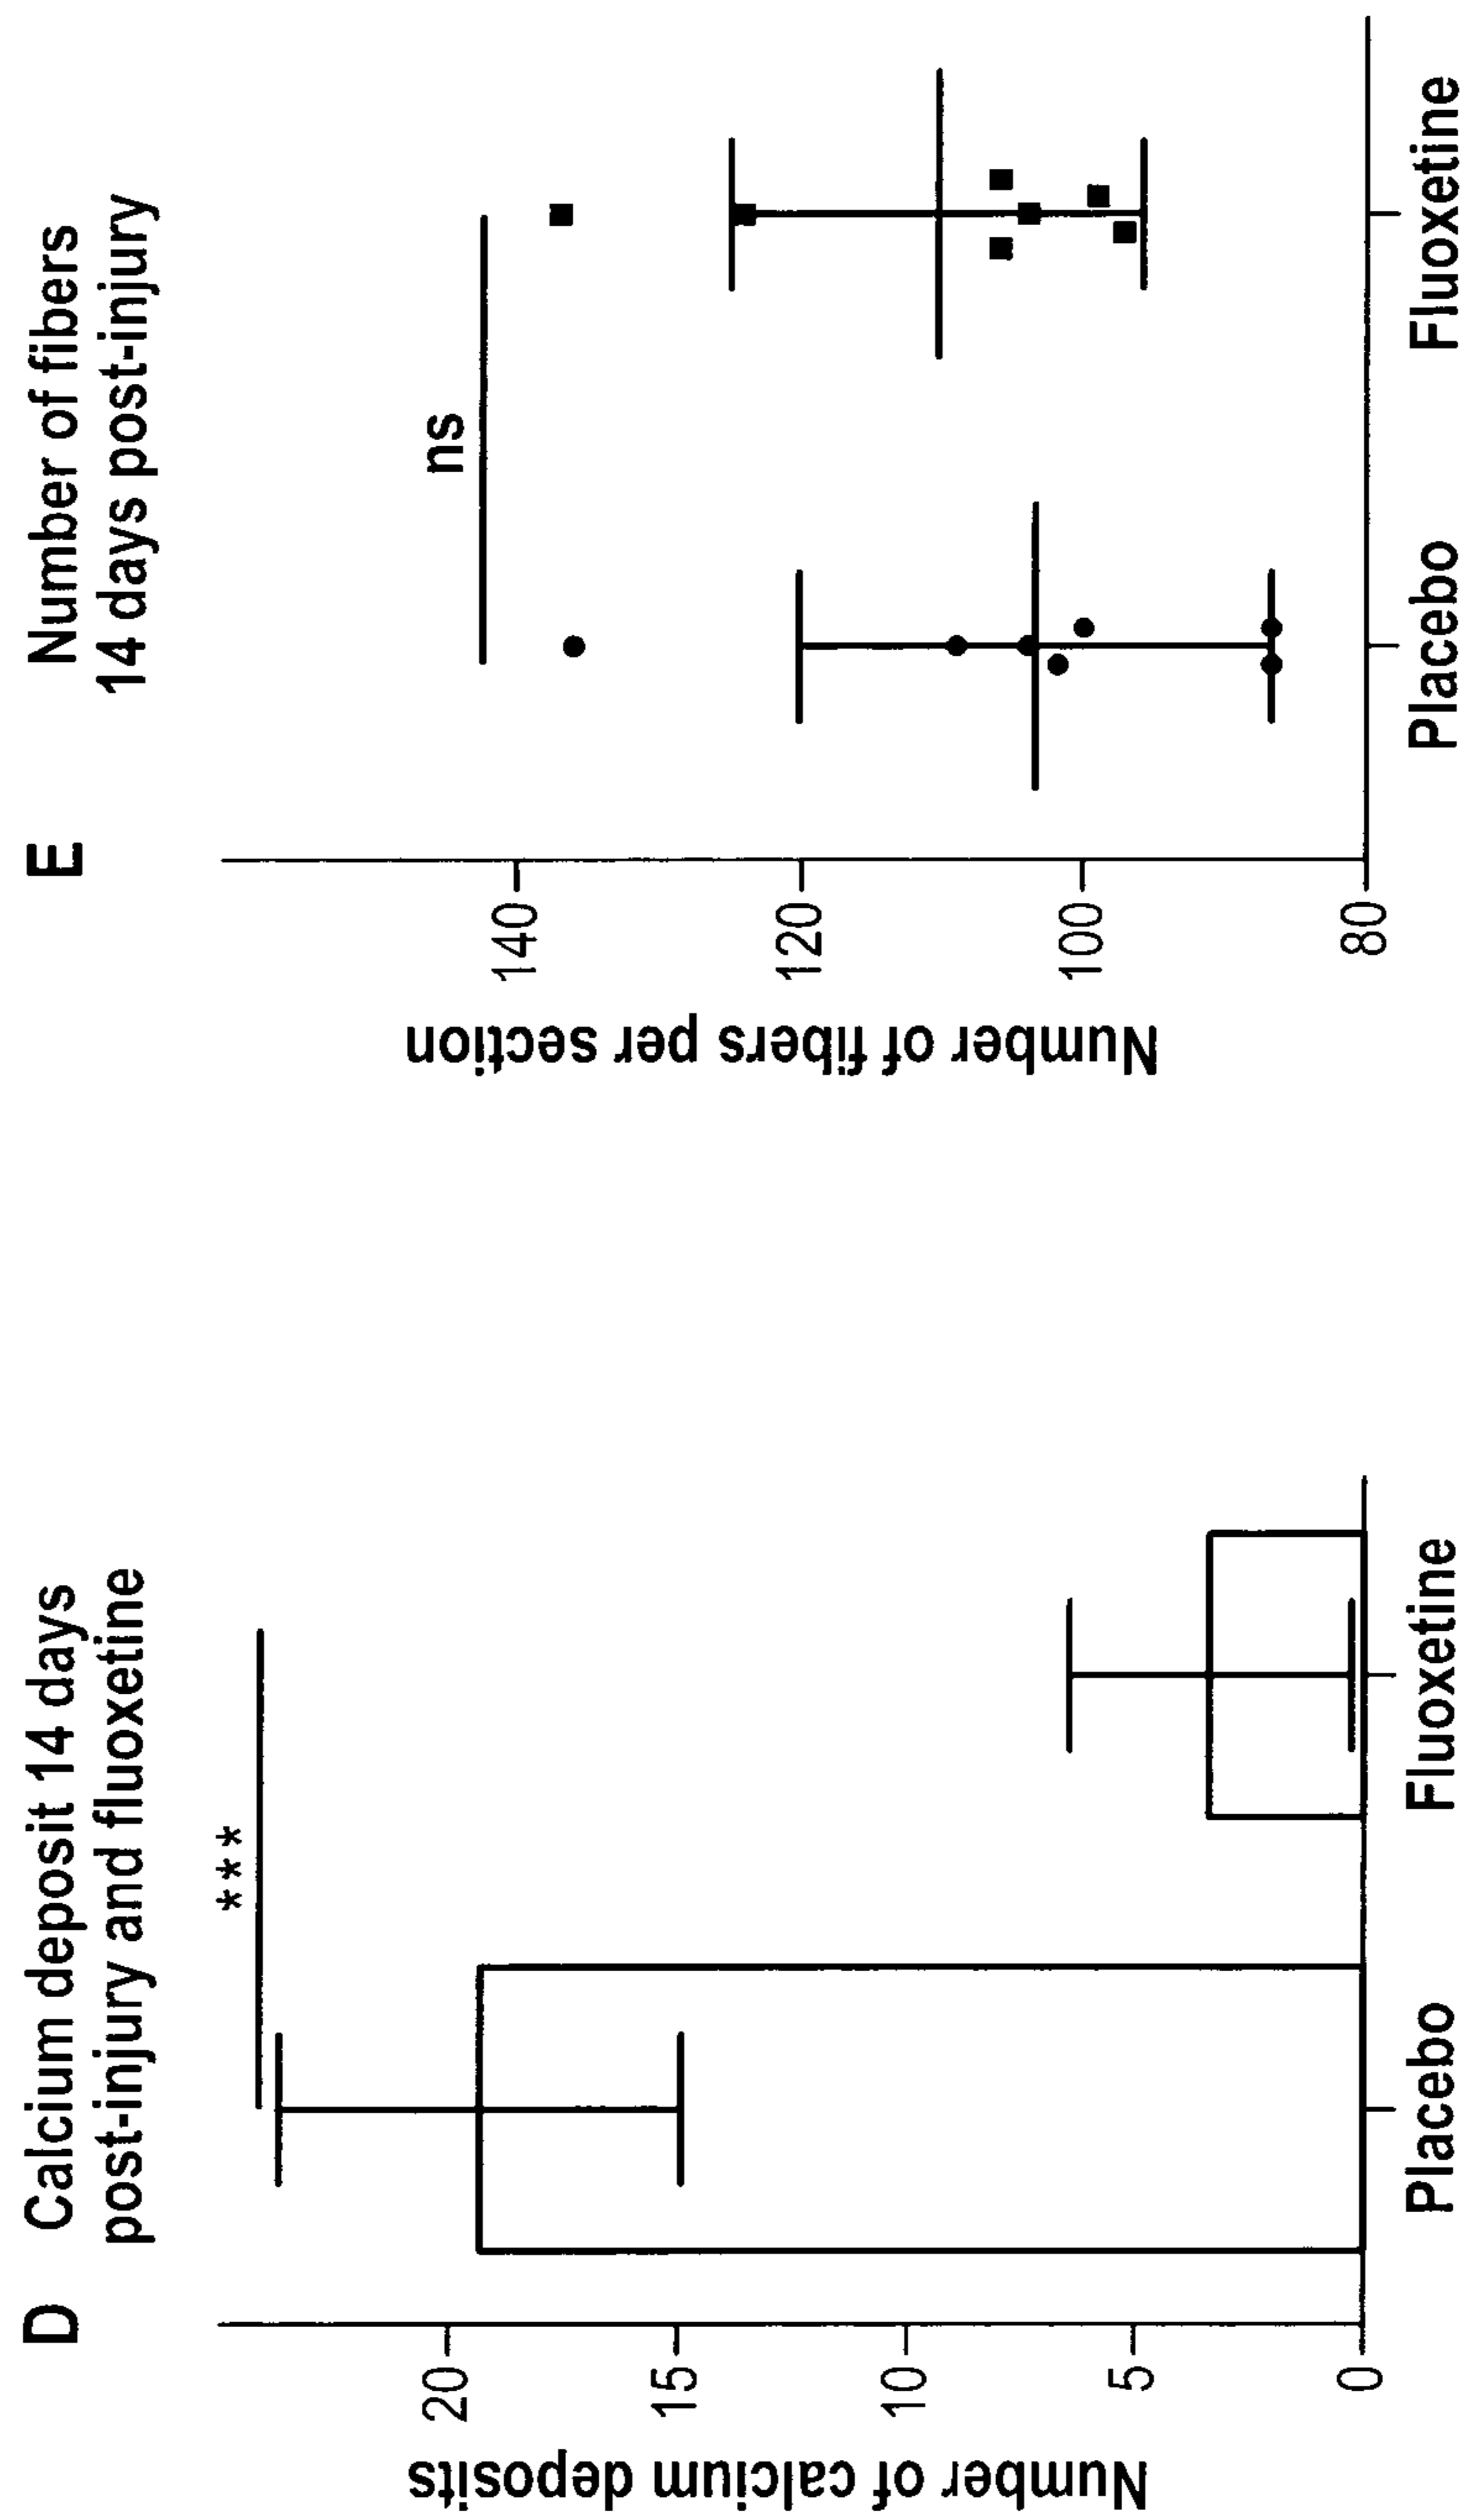 D
Calcium deposit 14 days
post-injury and fluoxetine
***
Number of calcium deposits
20
15
10
5
0
Placebo
Fluoxetine
E
Number of fibers
14 days post-injury
ns
Number of fibers per section
140
120
100
80
Placebo
Fluoxetine